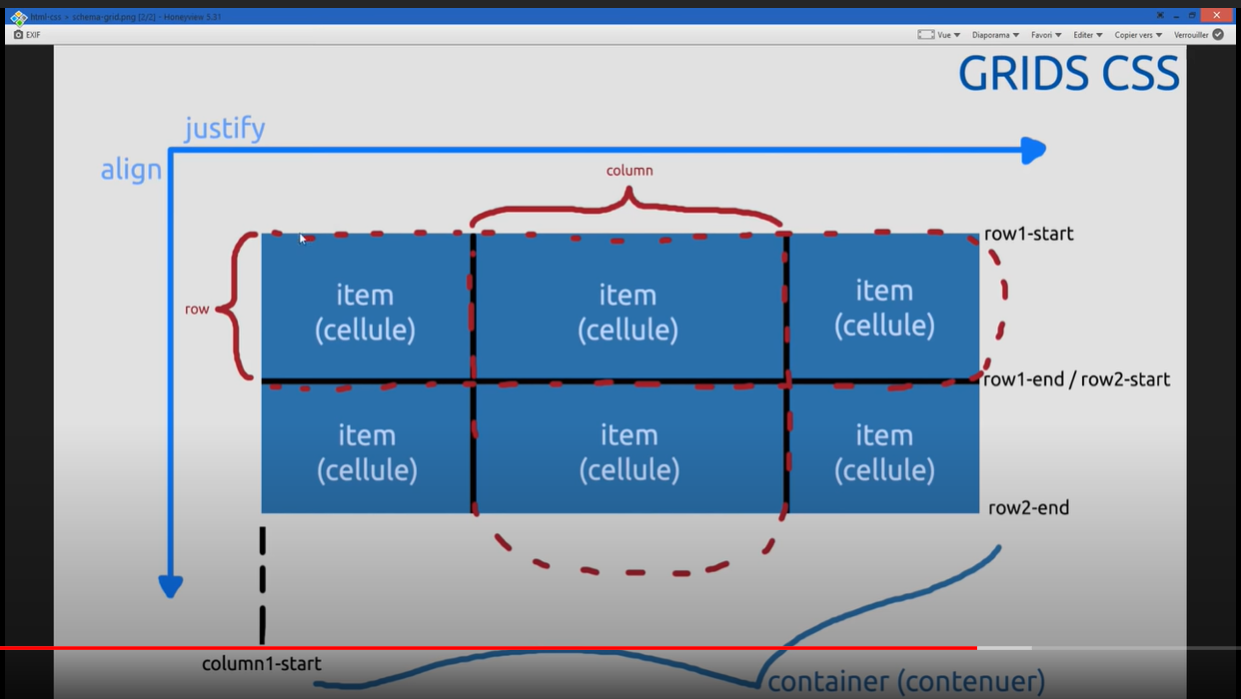 html-css ▸ schema-grid.png [2/2] - Honeyview 5.31
EXIF
Vue
Diaporama
Favori
Editer
Copier vers
Verrouiller
GRIDS CSS
justify
align
column
row1-start
row
item
(cellule)
item
(cellule)
item
(cellule)
row1-end / row2-start
item
(cellule)
item
(cellule)
item
(cellule)
row2-end
column1-start
container (contenuer)